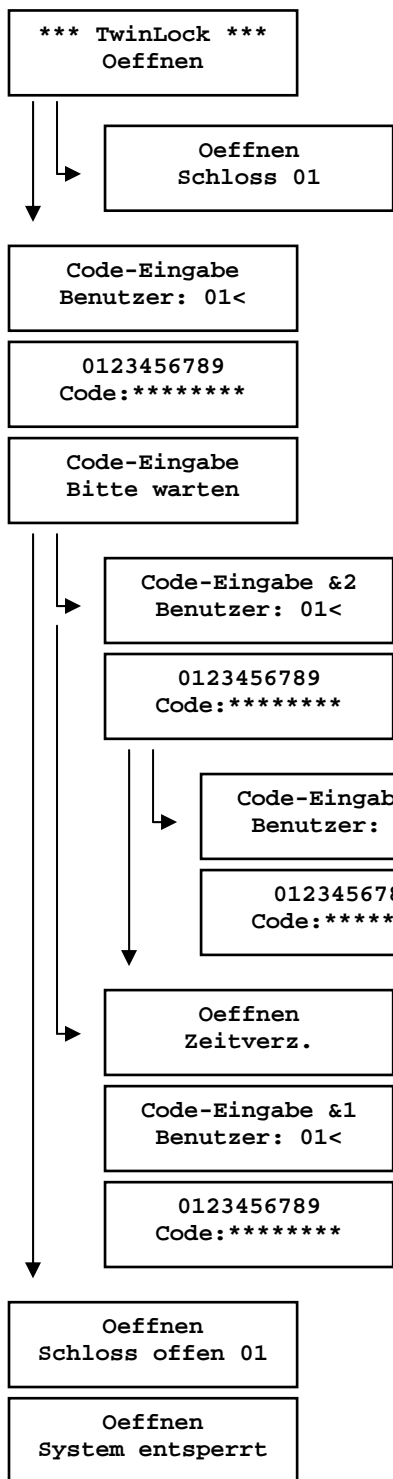 *** TwinLock ***
Oeffnen
Oeffnen
Schloss 01
Code-Eingabe
Benutzer: 01<
0123456789
Code:********
Code-Eingabe
Bitte warten
Code-Eingabe &2
Benutzer: 01<
0123456789
Code:********
Benutzer:
Oeffnen
Zeitverz.
Code-Eingabe &1
Benutzer: 01<
0123456789
Code:********
Oeffnen
Schloss offen 01
Oeffnen
System entsperrt